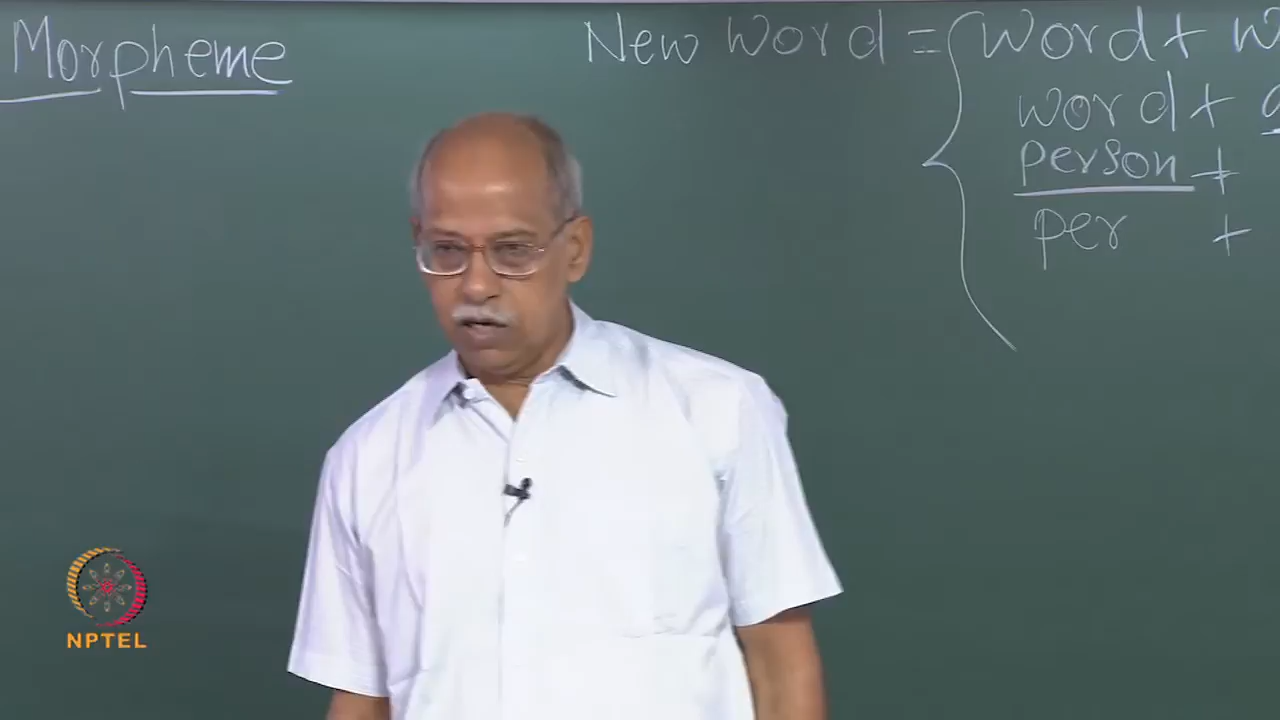 Morpheme
New Word = word +
word +
person +
per +
NPTEL